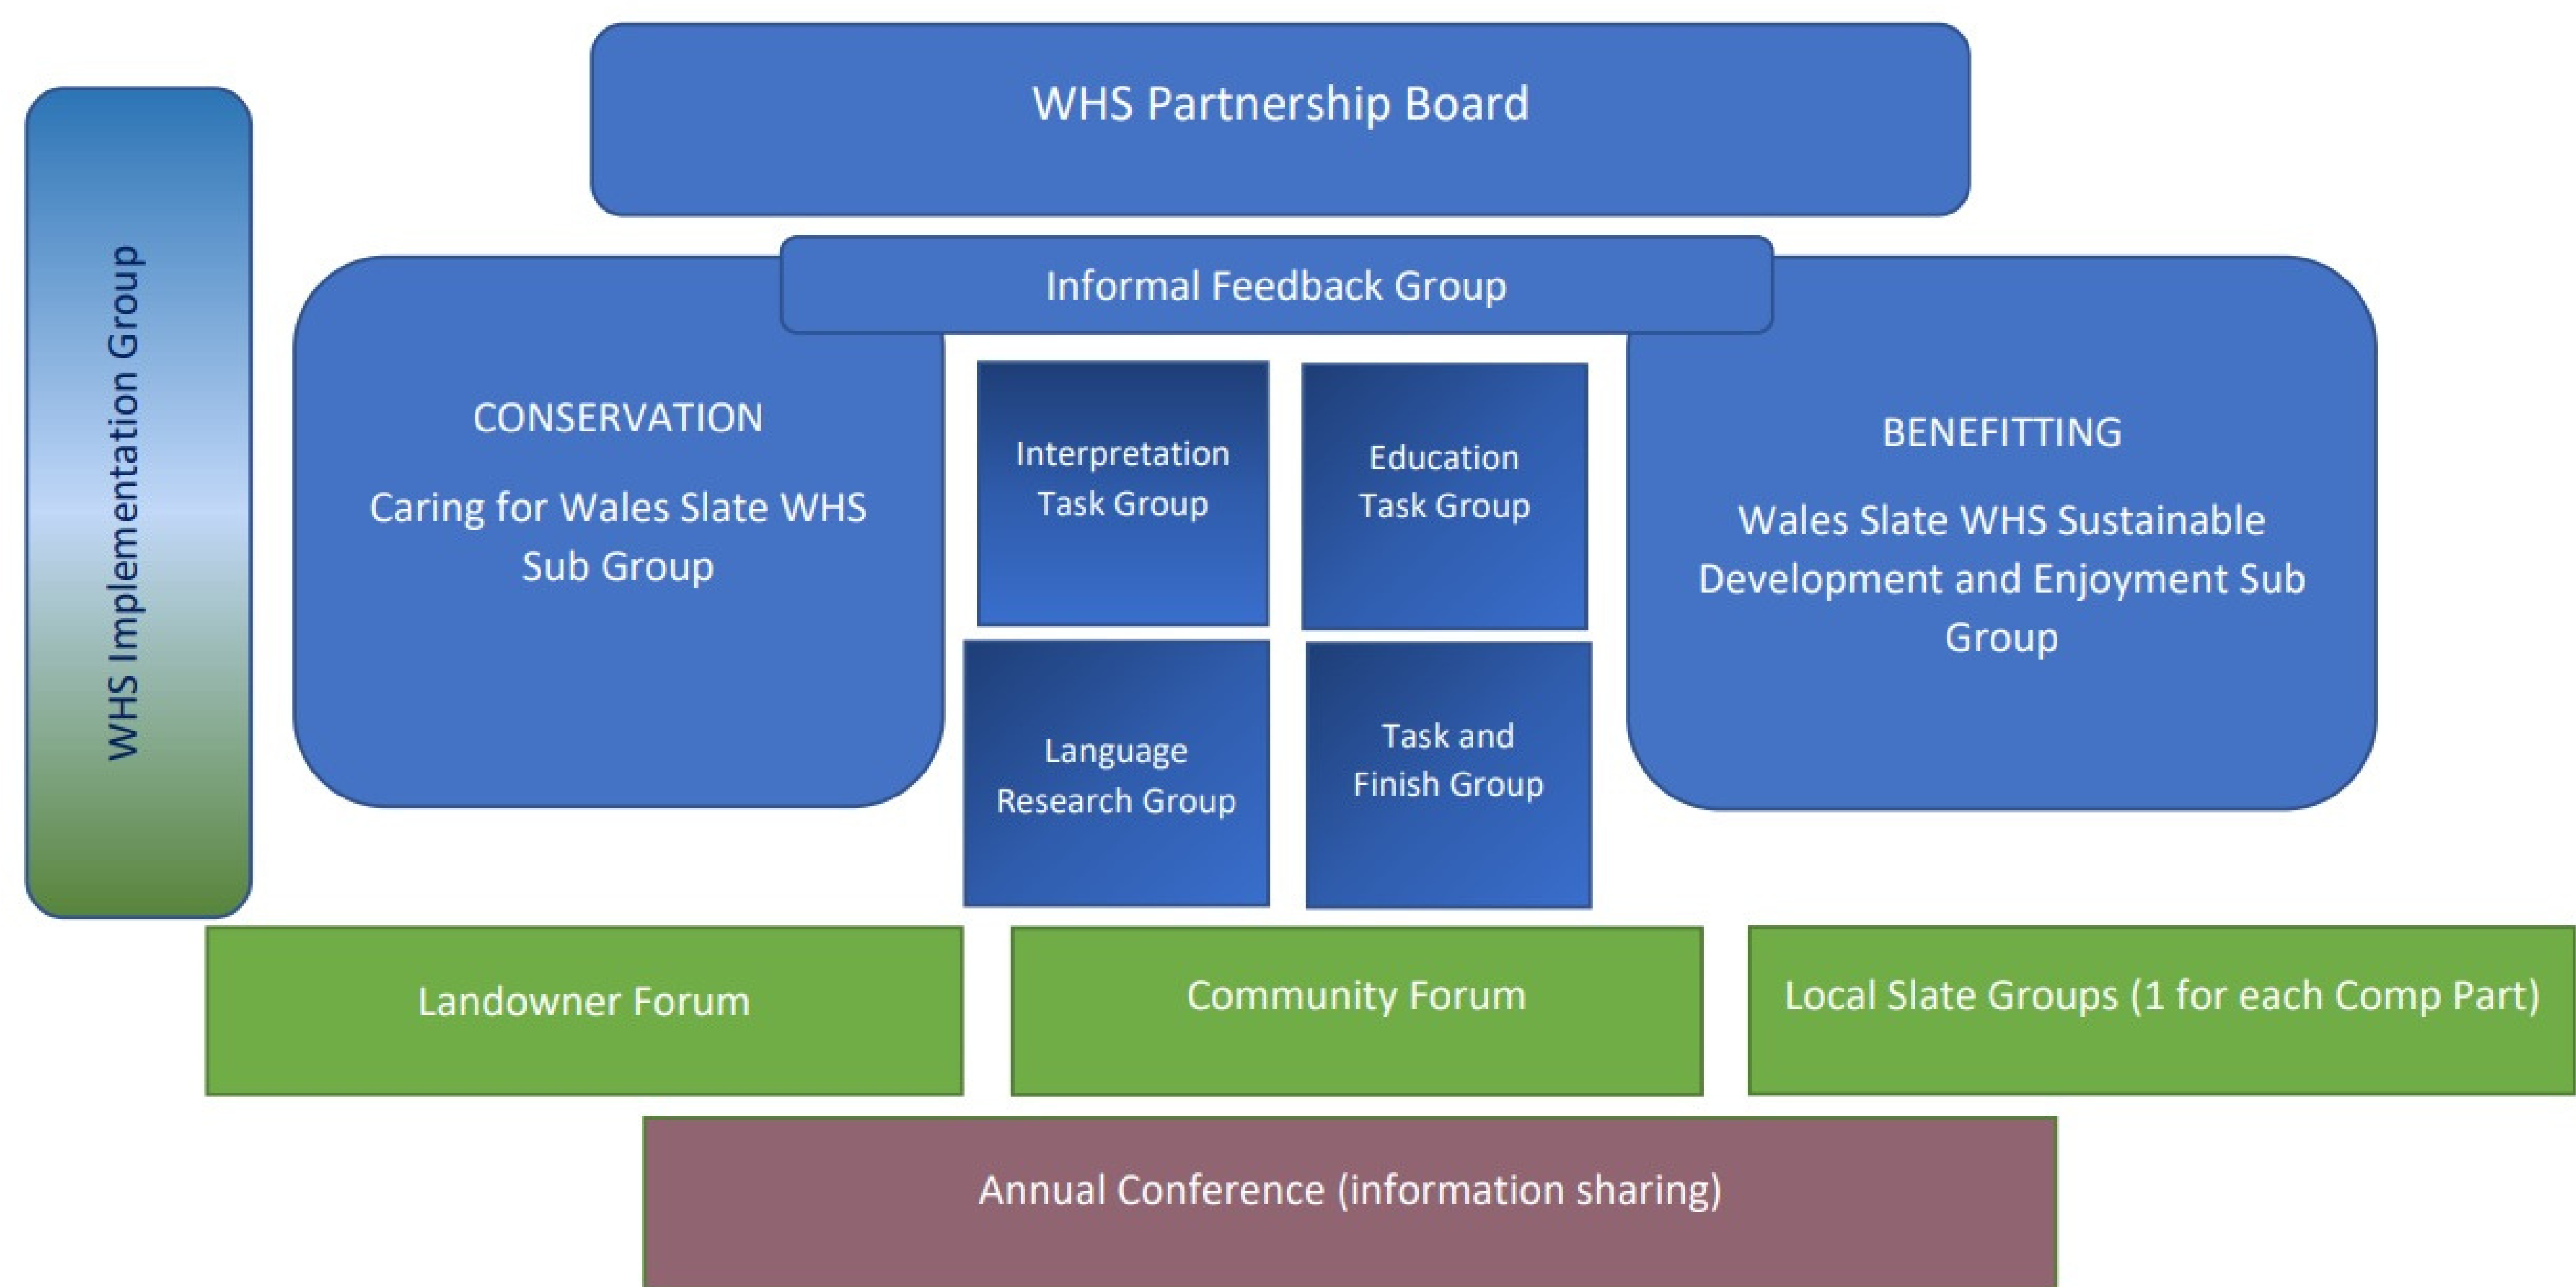 WHS Partnership Board
WHS Implementation Group
Informal Feedback Group
CONSERVATION
Caring for Wales Slate WHS
Sub Group
Interpretation
Task Group
Education
Task Group
Language
Research Group
Task and
Finish Group
BENEFITTING
Wales Slate WHS Sustainable
Development and Enjoyment Sub
Group
Landowner Forum
Community Forum
Local Slate Groups (1 for each Comp Part)
Annual Conference (information sharing)